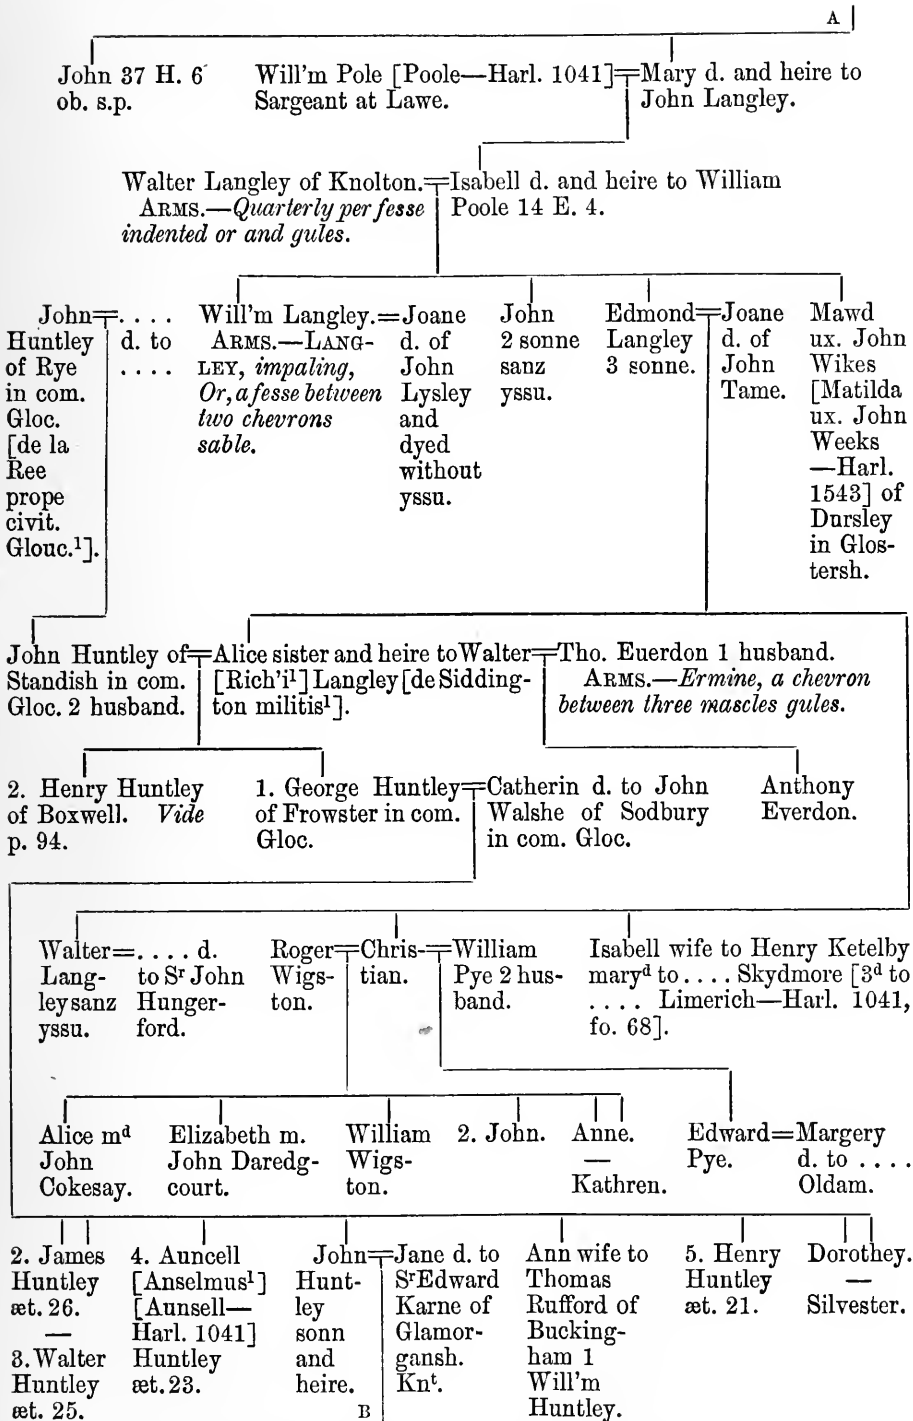 A
John 37 H. 6
ob. s.p.
Will'm Pole [Poole—Harl. 1041]=Mary d. and heire to
Sargeant at Lawe.
John Langley.
Walter Langley of Knolton.=Isabell d. and heire to William
ARMS.—Quarterly per fesse
indented or and gules.
Poole 14 E. 4.
John=. . . .
Huntley
of Rye
in com.
Gloc.
[de la
Ree
prope
civit.
Glouc.¹].
d. to
. . . .
Will'm Langley.=Joane
ARMS.—LANG-
LEY, impaling,
Or, a fesse between
two chevrons
sable.
d. of
John
Lysley
and
dyed
without
yssu.
John
2 sonne
sanz
yssu.
Edmond=Joane
Langley
3 sonne.
d. of
John
Tame.
Mawd
ux. John
Wikes
[Matilda
ux. John
Weeks
—Harl.
1543] of
Dursley
in Glos-
tersh.
John Huntley of=Alice sister and heire to Walter=Tho. Euerdon 1 husband.
Standish in com.
Gloc. 2 husband.
[Rich'i¹] Langley [de Sidding-
ton militis¹].
ARMS.—Ermine, a chevron
between three mascles gules.
2. Henry Huntley
of Boxwell. Vide
p. 94.
1. George Huntley=Catherin d. to John
of Frowster in com.
Gloc.
Walshe of Sodbury
in com. Gloc.
Anthony
Everdon.
Walter=. . . . d.
Lang-
ley sanz
yssu.
to Sr John
Hunger-
ford.
Roger=Chris-=William
Wigs-
ton.
tian.
Pye 2 hus-
band.
Isabell wife to Henry Ketelby
maryd to . . . . Skydmore [3d to
. . . . Limerich—Harl. 1041,
fo. 68].
Alice md
John
Cokesay.
Elizabeth m.
John Daredg-
court.
William
Wigs-
ton.
2. John.
Anne.
—
Kathren.
Edward=Margery
Pye.
d. to . . . .
Oldam.
2. James
Huntley
æt. 26.
—
3. Walter
Huntley
æt. 25.
4. Auncell
[Anselmus¹]
[Aunsell—
Harl. 1041]
Huntley
æt. 23.
John=Jane d. to
Hunt-
ley
sonn
and
heire.
Sr Edward
Karne of
Glamor-
gansh.
Knt.
B
Ann wife to
Thomas
Rufford of
Bucking-
ham 1
Will'm
Huntley.
5. Henry
Huntley
æt. 21.
Dorothey.
—
Silvester.